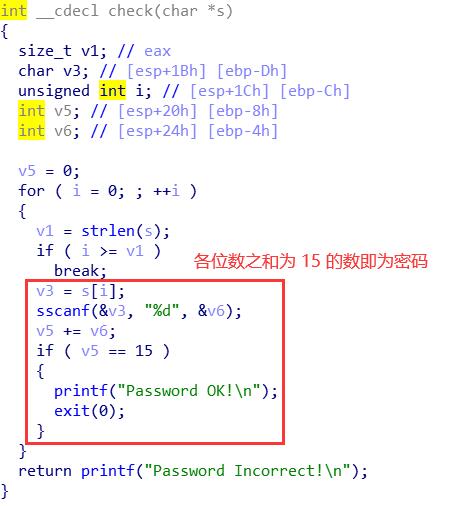 int __cdecl check(char *s)
{
size_t v1; // eax
char v3; // [esp+1Bh] [ebp-Dh]
unsigned int i; // [esp+1Ch] [ebp-Ch]
int v5; // [esp+20h] [ebp-8h]
int v6; // [esp+24h] [ebp-4h]
v5 = 0;
for ( i = 0; ; ++i )
{
v1 = strlen(s);
if ( i >= v1 )
break;
各位数之和为 15 的数即为密码
v3 = s[i];
sscanf(&v3, "%d", &v6);
v5 += v6;
if ( v5 == 15 )
{
printf("Password OK!\n");
exit(0);
}
}
return printf("Password Incorrect!\n");
}